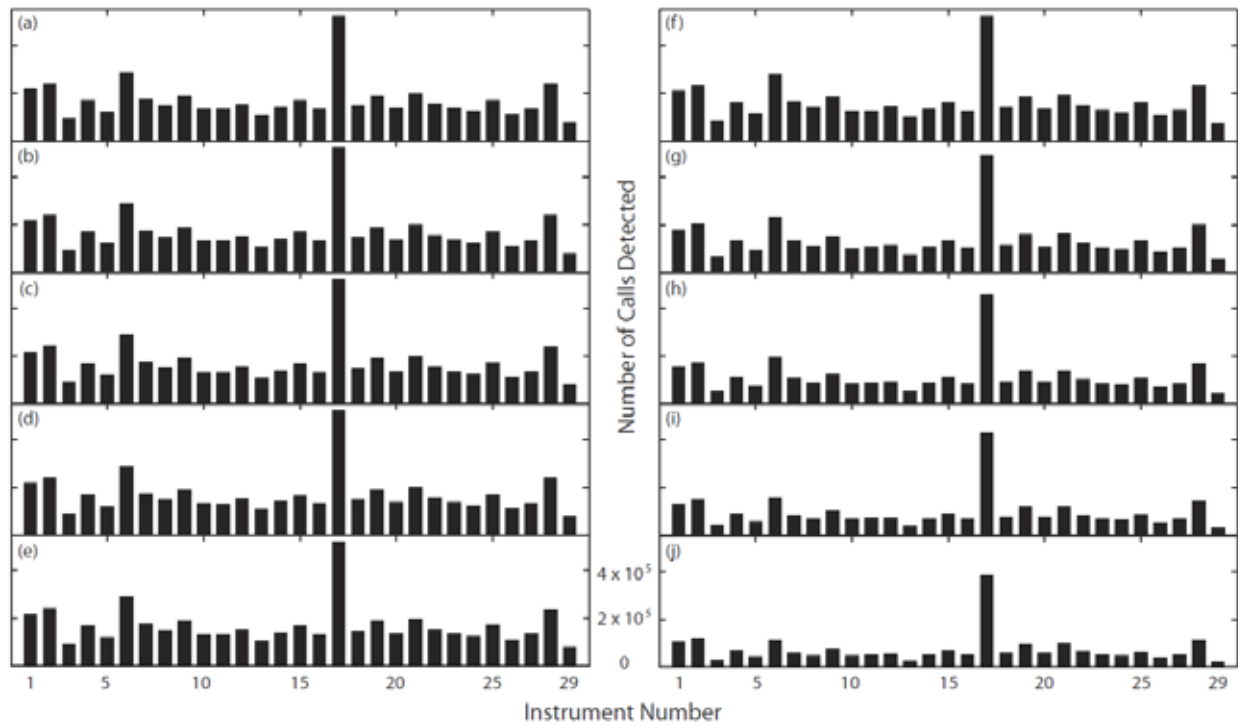 (a)
(b)
(c)
(d)
(e)
1 5 10 15 20 25 29
Number of Calls Detected
4 x 10⁵
2 x 10⁵
0
(f)
(g)
(h)
(i)
(j)
1 5 10 15 20 25 29
Instrument Number